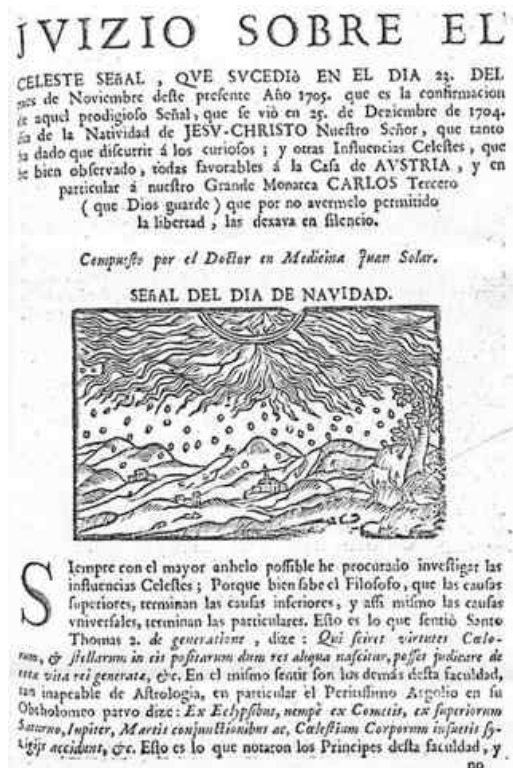 JVIZIO SOBRE EL
CELESTE SEñAL , QVE SVCEDIò EN EL DIA 23. DEL
mes de Noviembre deste presente Año 1705. que es la confirmacion
de aquel prodigioso Señal, que se viò en 25. de Deziembre de 1704.
dia de la Natividad de JESV-CHRISTO Nuestro Señor, que tanto
ha dado que discurrir á los curiosos ; y otras Influencias Celestes , que
he bien observado, todas favorables á la Casa de AVSTRIA , y en
particular á nuestro Grande Monarca CARLOS Tercero
( que Dios guarde ) que por no avermelo permitido
la libertad , las dexava en silencio.
Compuesto por el Doctor en Medicina Juan Solar.
SEñAL DEL DIA DE NAVIDAD.
SIempre con el mayor anhelo possible he procurado investigar las
influencias Celestes ; Porque bien sabe el Filosofo, que las causas
superiores, terminan las causas inferiores, y assi mismo las causas
vniversales, terminan las particulares. Esto es lo que sentiò Santo
Thomas 2. de generatione , dize : Qui sciret virtutes Cœlo-
rum, & stellarum in eis positarum dum res aliqua nascitur, posset judicare de
tota vita rei generatæ, &c. En el mismo sentir son los demás desta facultad,
tan inapeable de Astrologia, en particular el Peritissimo Argolio en su
Obtholomeo parvo dize : Ex Eclypsibus, nempè ex Cometis, ex superiorum
Saturno, Iupiter, Martis conjunctionibus ac, Cœlestium Corporum insuetis sy-
ligijs accidunt, &c. Esto es lo que notaron los Principes desta facultad, y
no